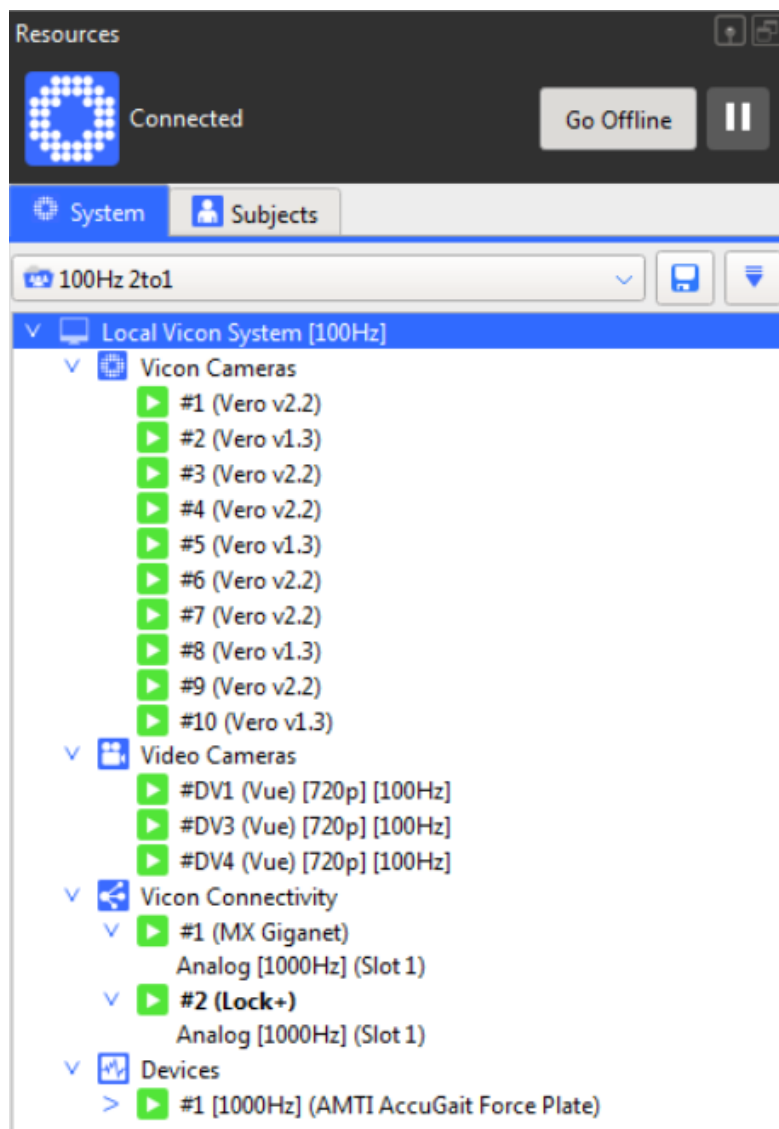 Resources
Connected
Go Offline
System
Subjects
100Hz 2to1
Local Vicon System [100Hz]
Vicon Cameras
#1 (Vero v2.2)
#2 (Vero v1.3)
#3 (Vero v2.2)
#4 (Vero v2.2)
#5 (Vero v1.3)
#6 (Vero v2.2)
#7 (Vero v2.2)
#8 (Vero v1.3)
#9 (Vero v2.2)
#10 (Vero v1.3)
Video Cameras
#DV1 (Vue) [720p] [100Hz]
#DV3 (Vue) [720p] [100Hz]
#DV4 (Vue) [720p] [100Hz]
Vicon Connectivity
#1 (MX Giganet)
Analog [1000Hz] (Slot 1)
#2 (Lock+)
Analog [1000Hz] (Slot 1)
Devices
#1 [1000Hz] (AMTI AccuGait Force Plate)